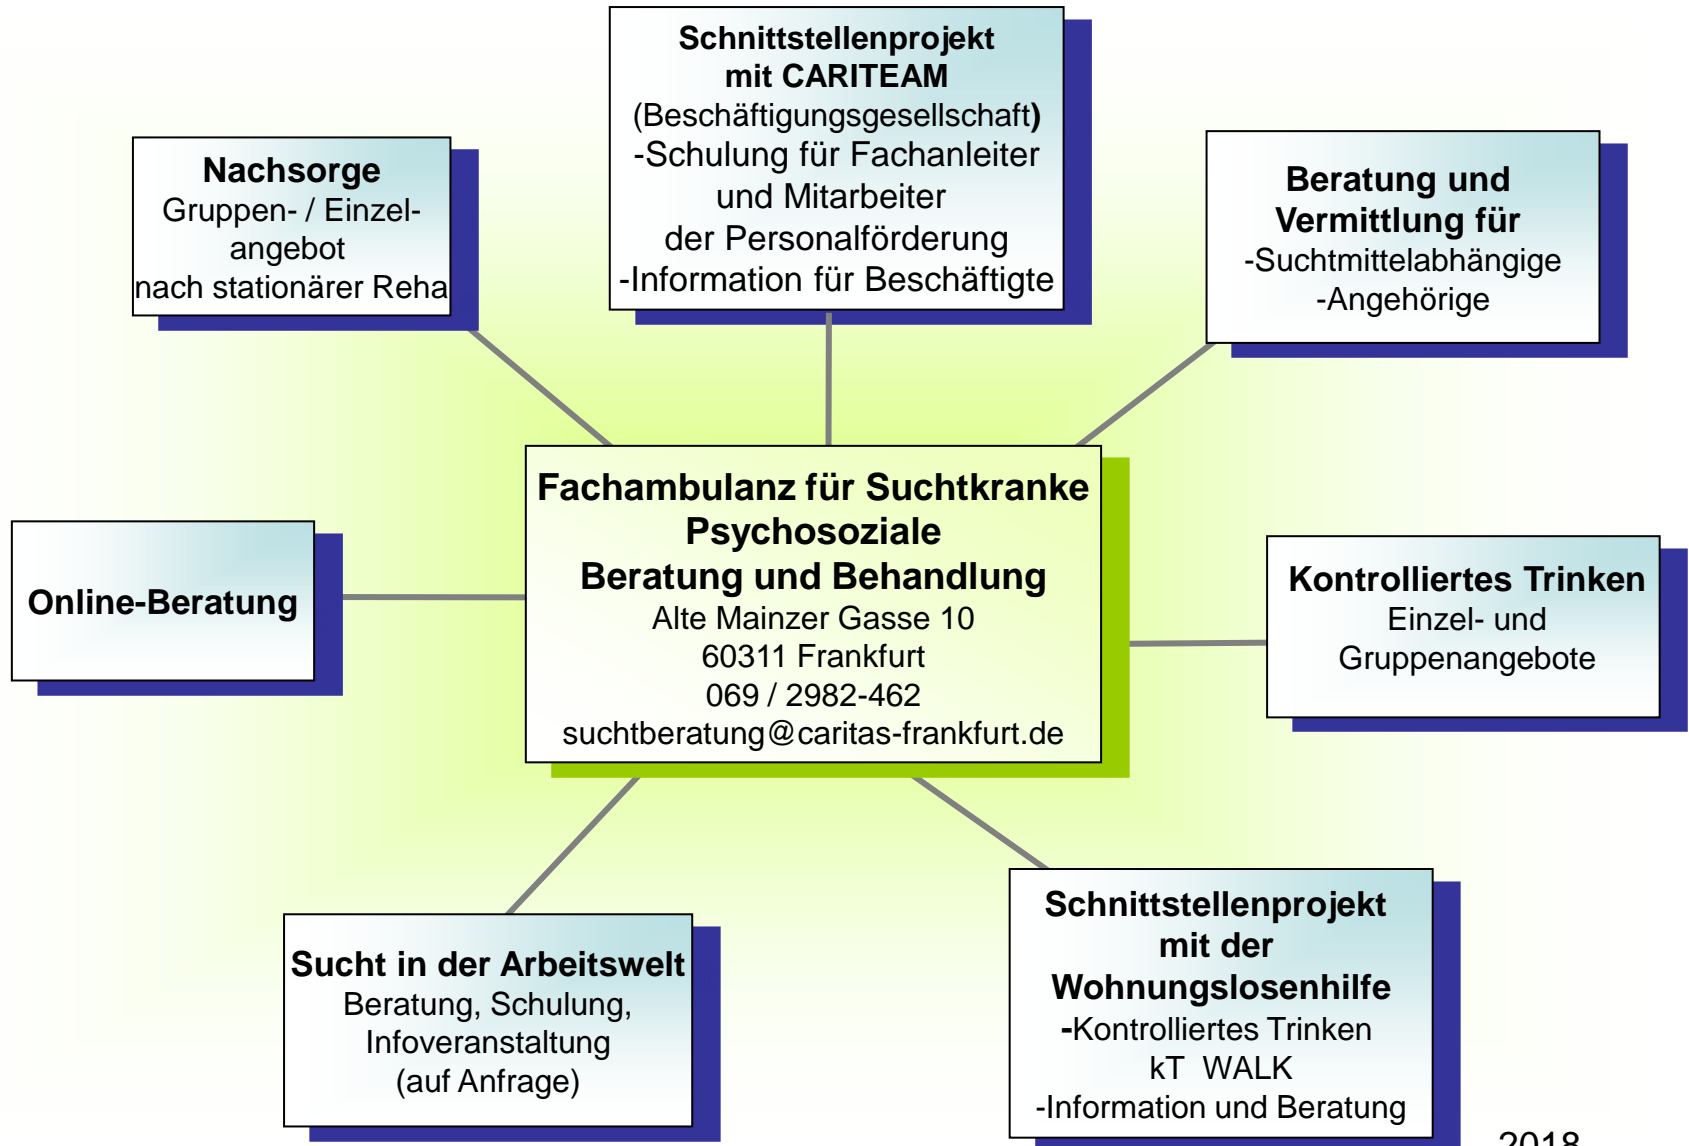 Schnittstellenprojekt
mit CARITEAM
(Beschäftigungsgesellschaft)
-Schulung für Fachanleiter
und Mitarbeiter
der Personalförderung
-Information für Beschäftigte
Nachsorge
Gruppen- / Einzel-
angebot
nach stationärer Reha
Beratung und
Vermittlung für
-Suchtmittelabhängige
-Angehörige
Fachambulanz für Suchtkranke
Psychosoziale
Beratung und Behandlung
Alte Mainzer Gasse 10
60311 Frankfurt
069 / 2982-462
suchtberatung@caritas-frankfurt.de
Online-Beratung
Kontrolliertes Trinken
Einzel- und
Gruppenangebote
Sucht in der Arbeitswelt
Beratung, Schulung,
Infoveranstaltung
(auf Anfrage)
Schnittstellenprojekt
mit der
Wohnungslosenhilfe
-Kontrolliertes Trinken
kT WALK
-Information und Beratung
2018